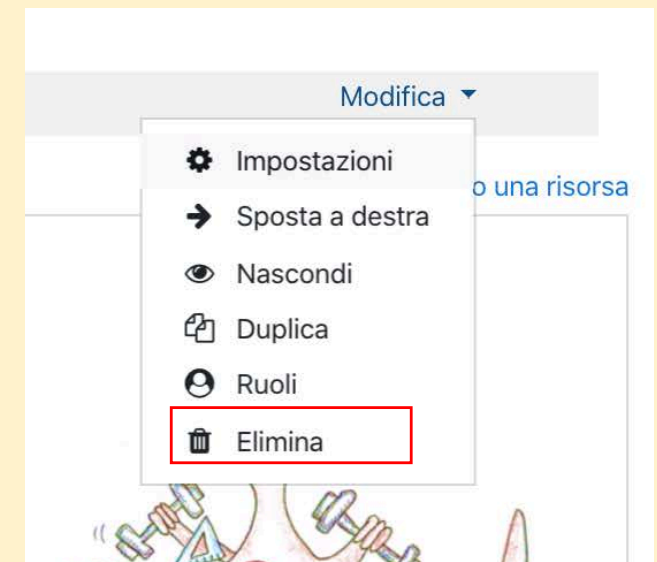 Modifica
Impostazioni
o una risorsa
Sposta a destra
Nascondi
Duplica
Ruoli
Elimina